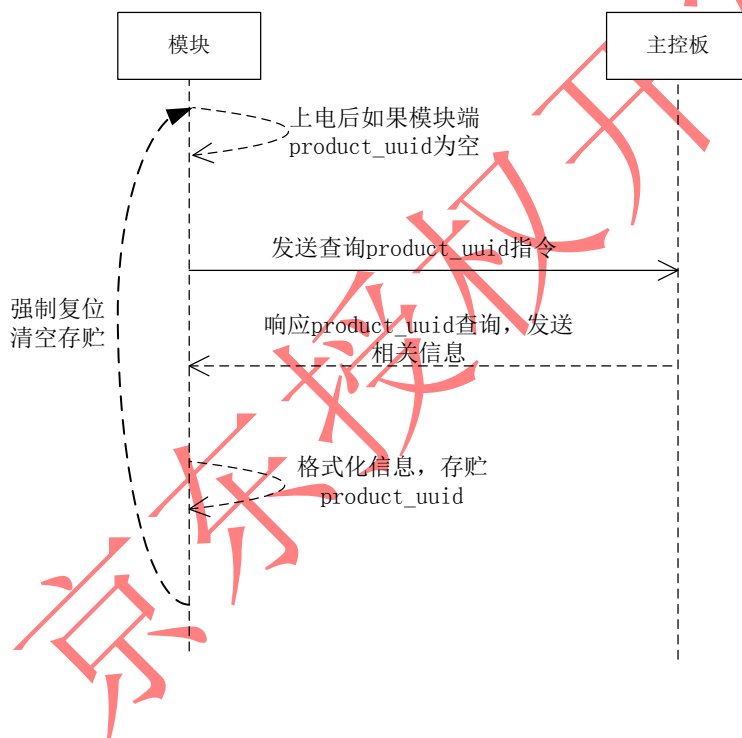 模块
主控板
上电后如果模块端
product_uuid为空
发送查询product_uuid指令
强制复位
清空存贮
响应product_uuid查询，发送
相关信息
格式化信息，存贮
product_uuid
京东授权开